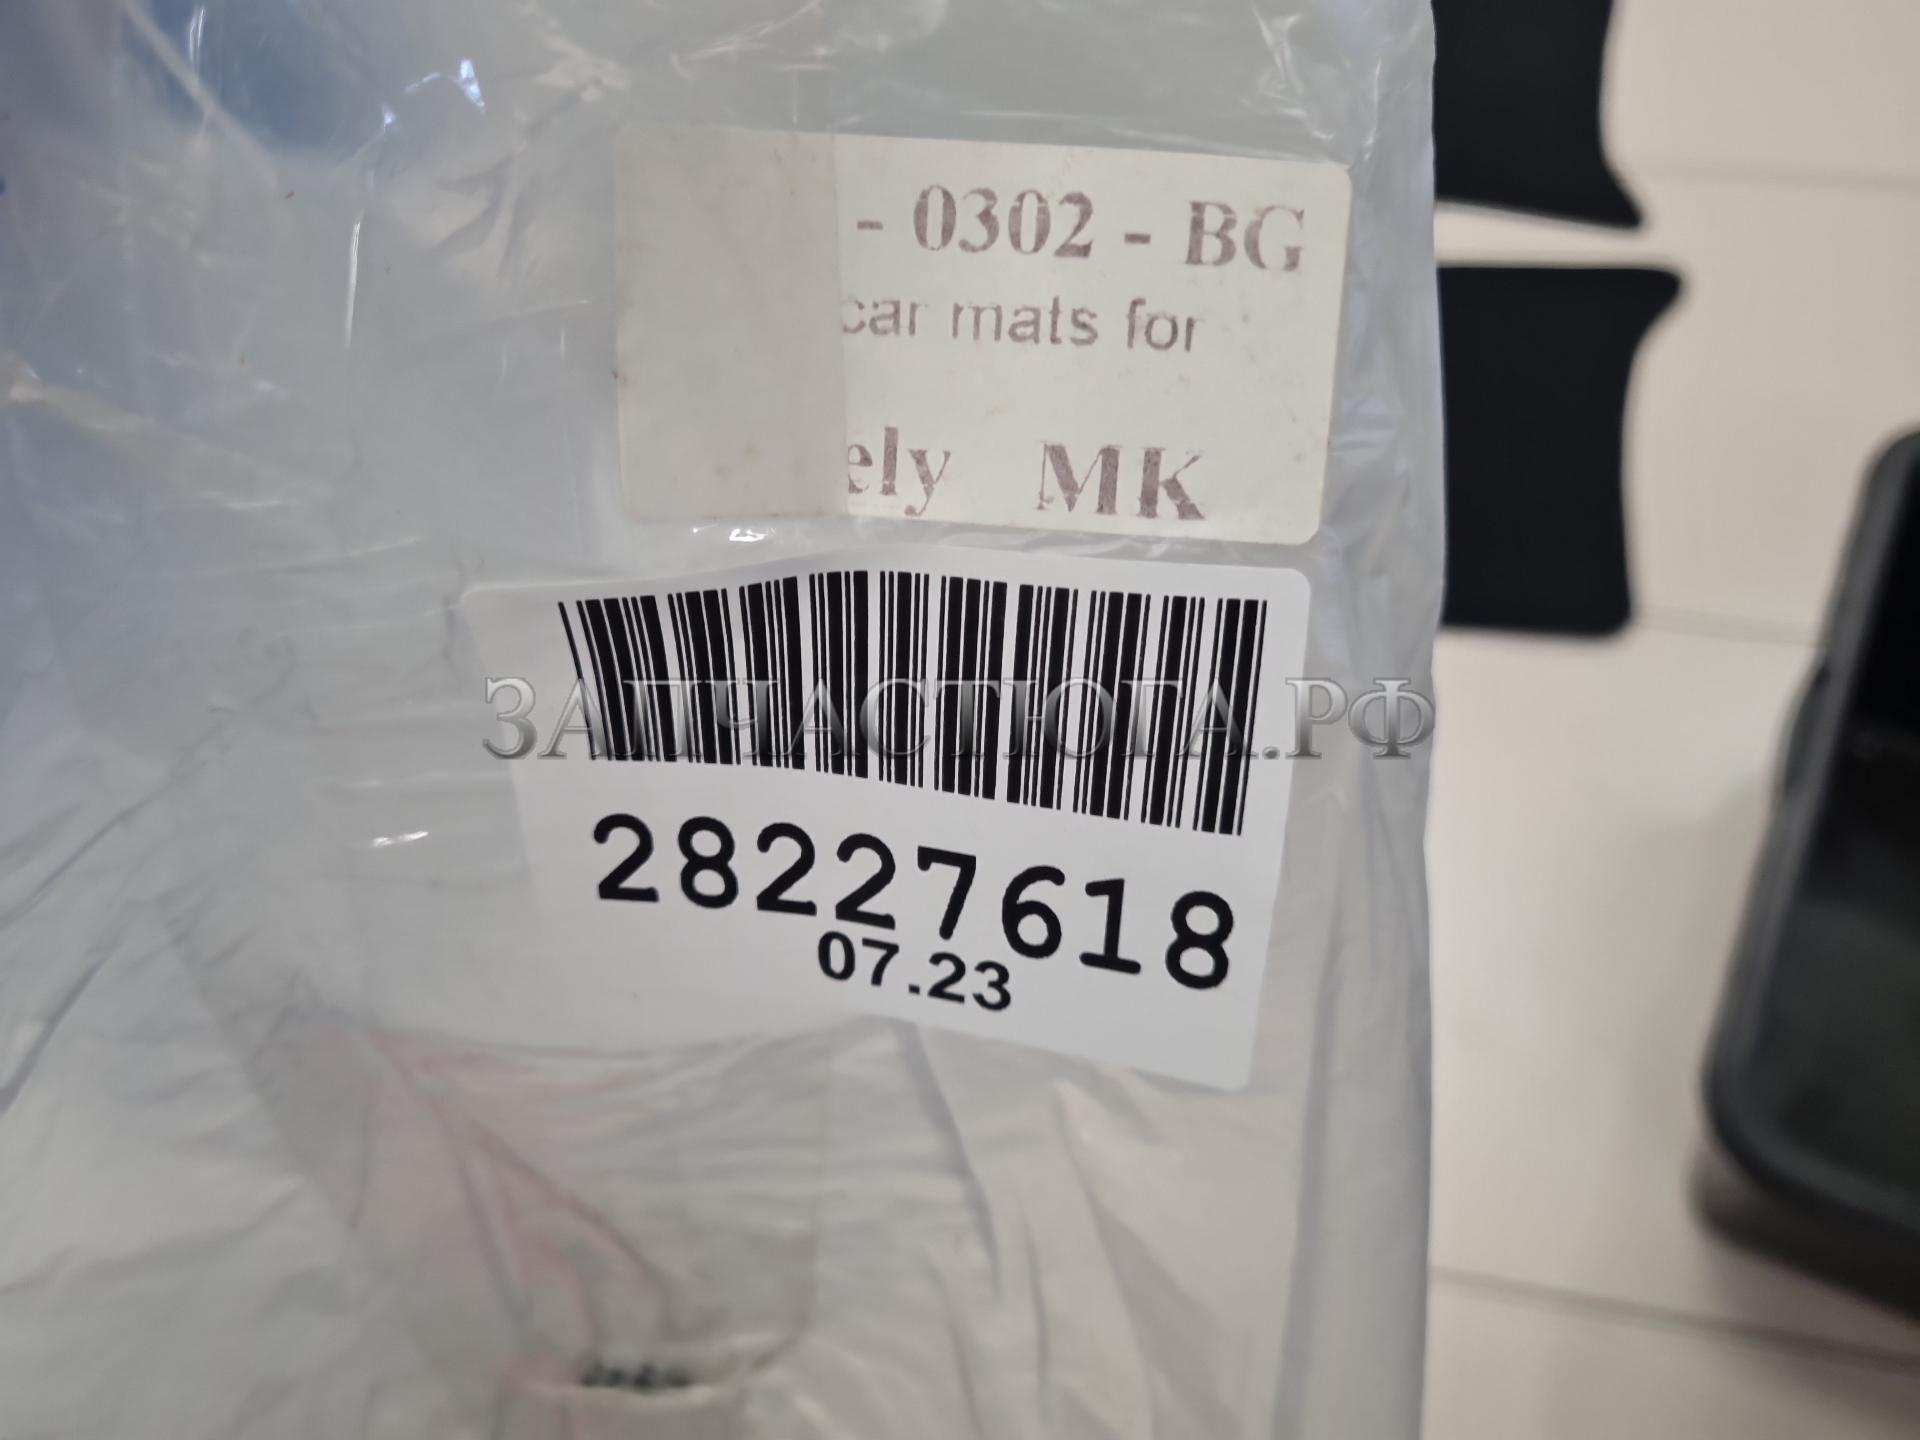 - 0302 - BG
car mats for
ely MK
ЗАПЧАСТЮГА.РФ
28227618
07.23